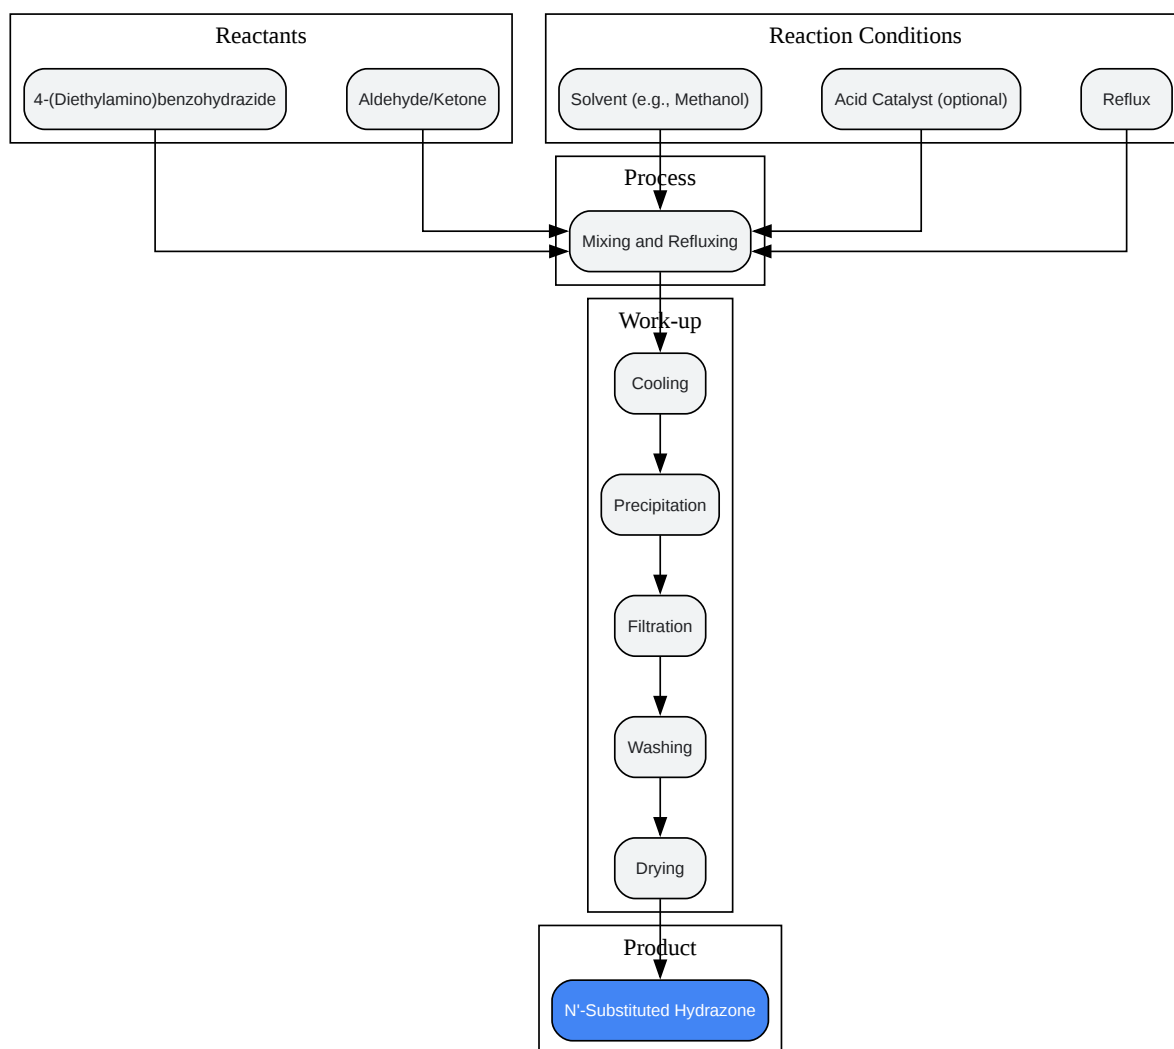 Reactants
Reaction Conditions
4-(Diethylamino)benzohydrazide
Aldehyde/Ketone
Solvent (e.g., Methanol)
Acid Catalyst (optional)
Reflux
Process
Mixing and Refluxing
Work-up
Cooling
Precipitation
Filtration
Washing
Drying
Product
N'-Substituted Hydrazone